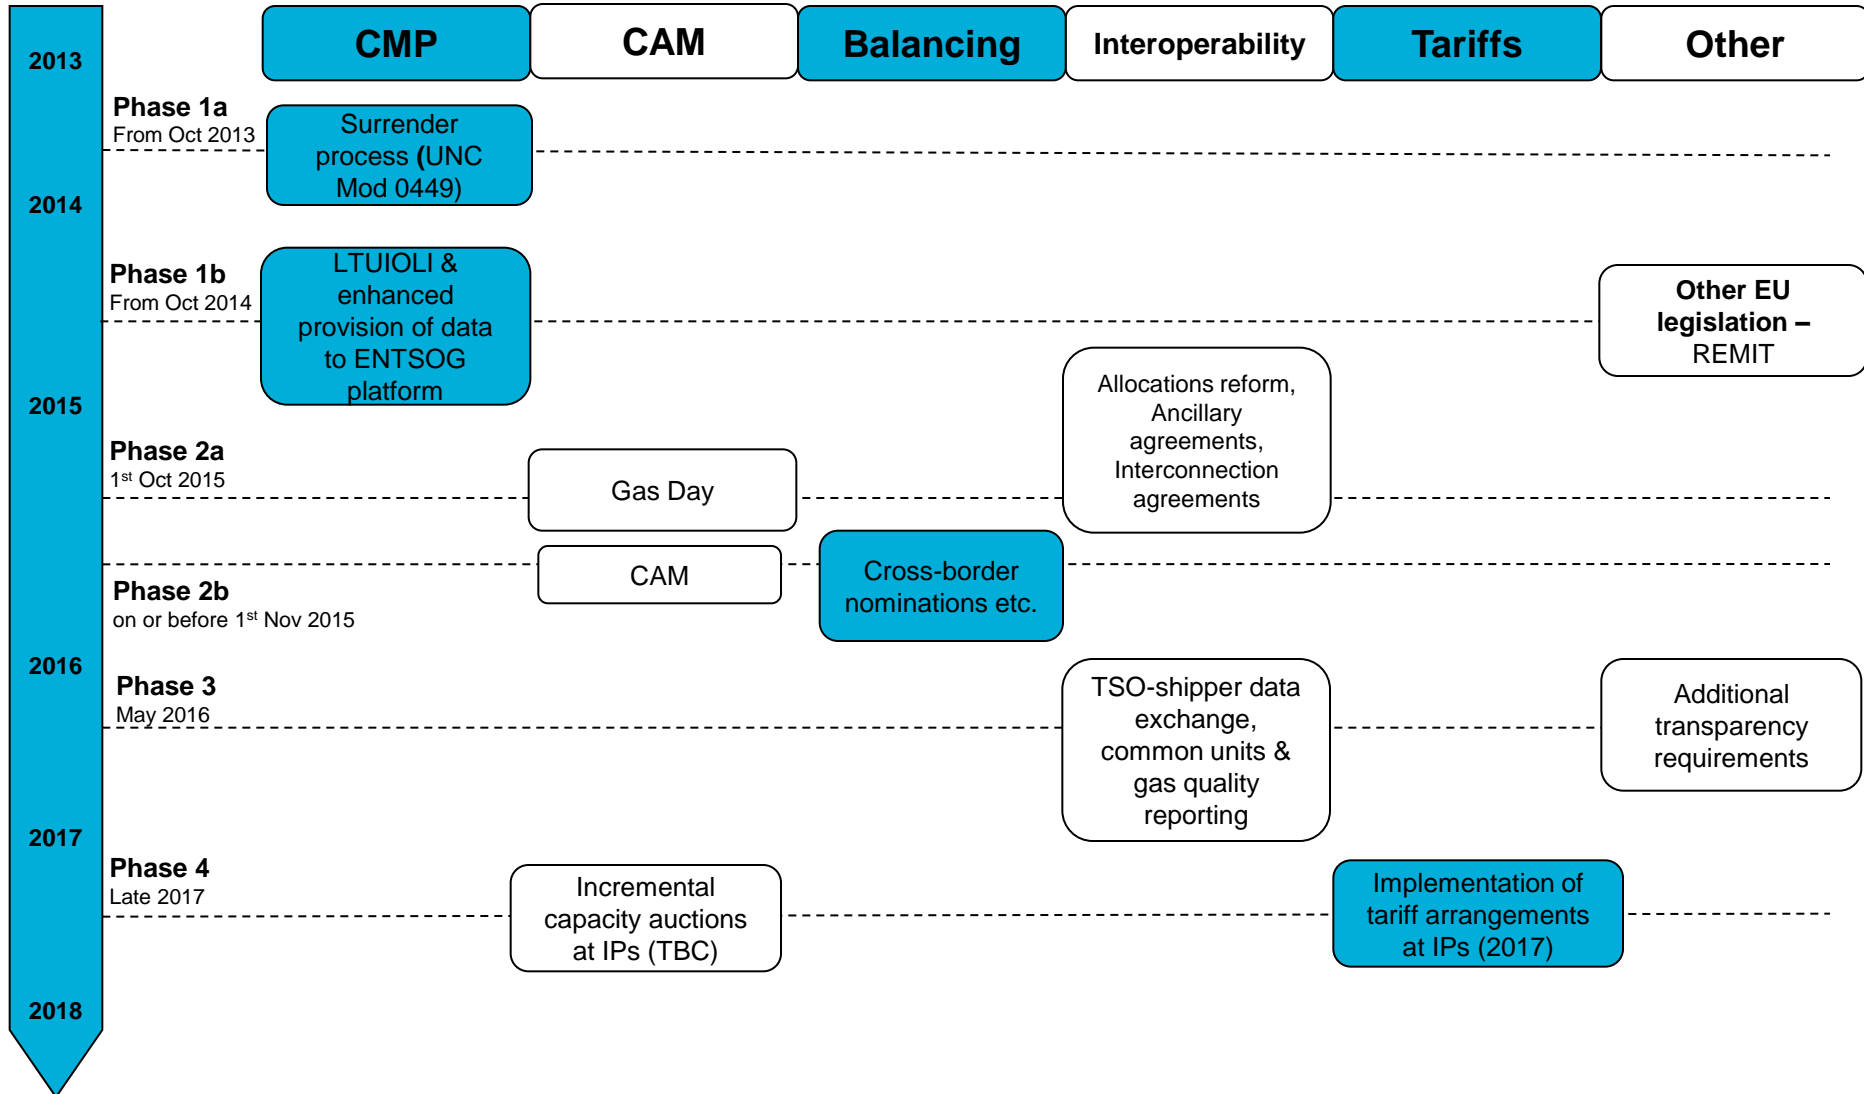 CMP
CAM
Balancing
Interoperability
Tariffs
Other
2013
Phase 1a
From Oct 2013
Surrender
process (UNC
Mod 0449)
2014
Phase 1b
From Oct 2014
LTUIOLI &
enhanced
provision of data
to ENTSOG
platform
Other EU
legislation –
REMIT
2015
Allocations reform,
Ancillary
agreements,
Interconnection
agreements
Phase 2a
1st Oct 2015
Gas Day
CAM
Cross-border
nominations etc.
Phase 2b
on or before 1st Nov 2015
2016
Phase 3
May 2016
TSO-shipper data
exchange,
common units &
gas quality
reporting
Additional
transparency
requirements
2017
Phase 4
Late 2017
Incremental
capacity auctions
at IPs (TBC)
Implementation of
tariff arrangements
at IPs (2017)
2018